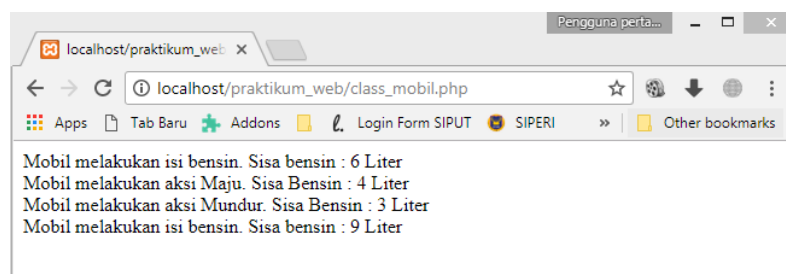 Pengguna perta...
localhost/praktikum_web
localhost/praktikum_web/class_mobil.php
Apps Tab Baru Addons Login Form SIPUT SIPERI » Other bookmarks
Mobil melakukan isi bensin. Sisa bensin : 6 Liter
Mobil melakukan aksi Maju. Sisa Bensin : 4 Liter
Mobil melakukan aksi Mundur. Sisa Bensin : 3 Liter
Mobil melakukan isi bensin. Sisa bensin : 9 Liter